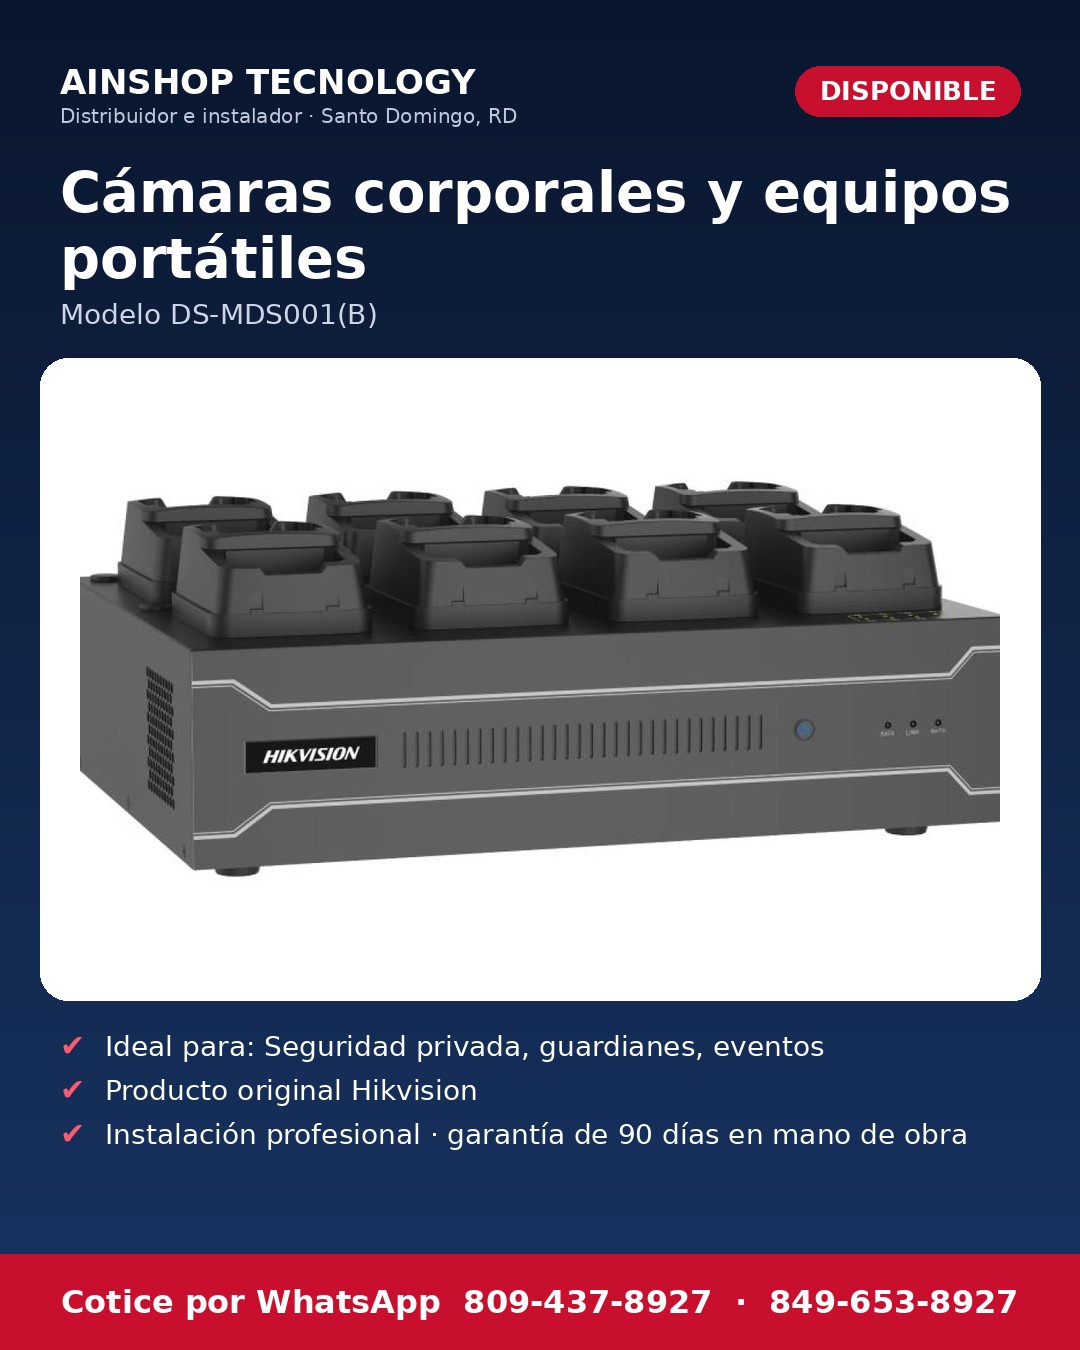 AINSHOP TECNOLOGY
DISPONIBLE
Distribuidor e instalador · Santo Domingo, RD
Cámaras corporales y equipos
portátiles
Modelo DS-MDS001(B)
HIKVISION
✔ Ideal para: Seguridad privada, guardianes, eventos
✔ Producto original Hikvision
✔ Instalación profesional · garantía de 90 días en mano de obra
Cotice por WhatsApp 809-437-8927 · 849-653-8927